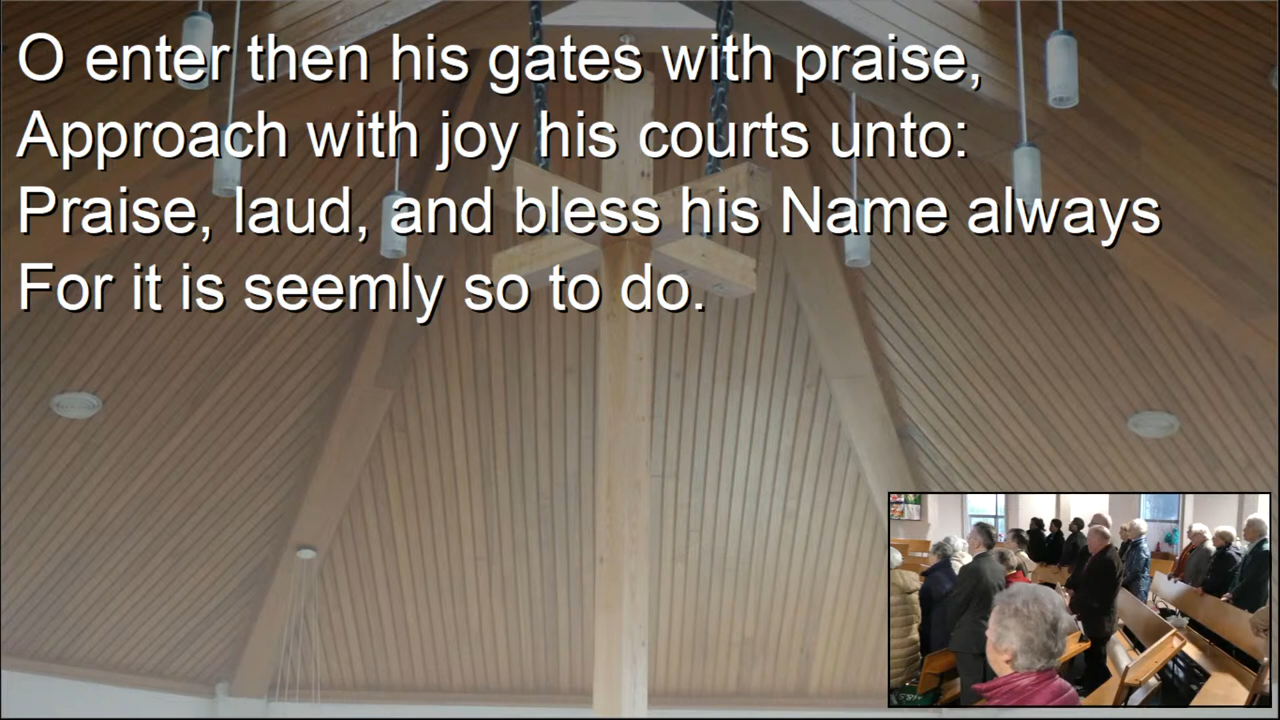 O enter then his gates with praise,
Approach with joy his courts unto:
Praise, laud, and bless his Name always
For it is seemly so to do.